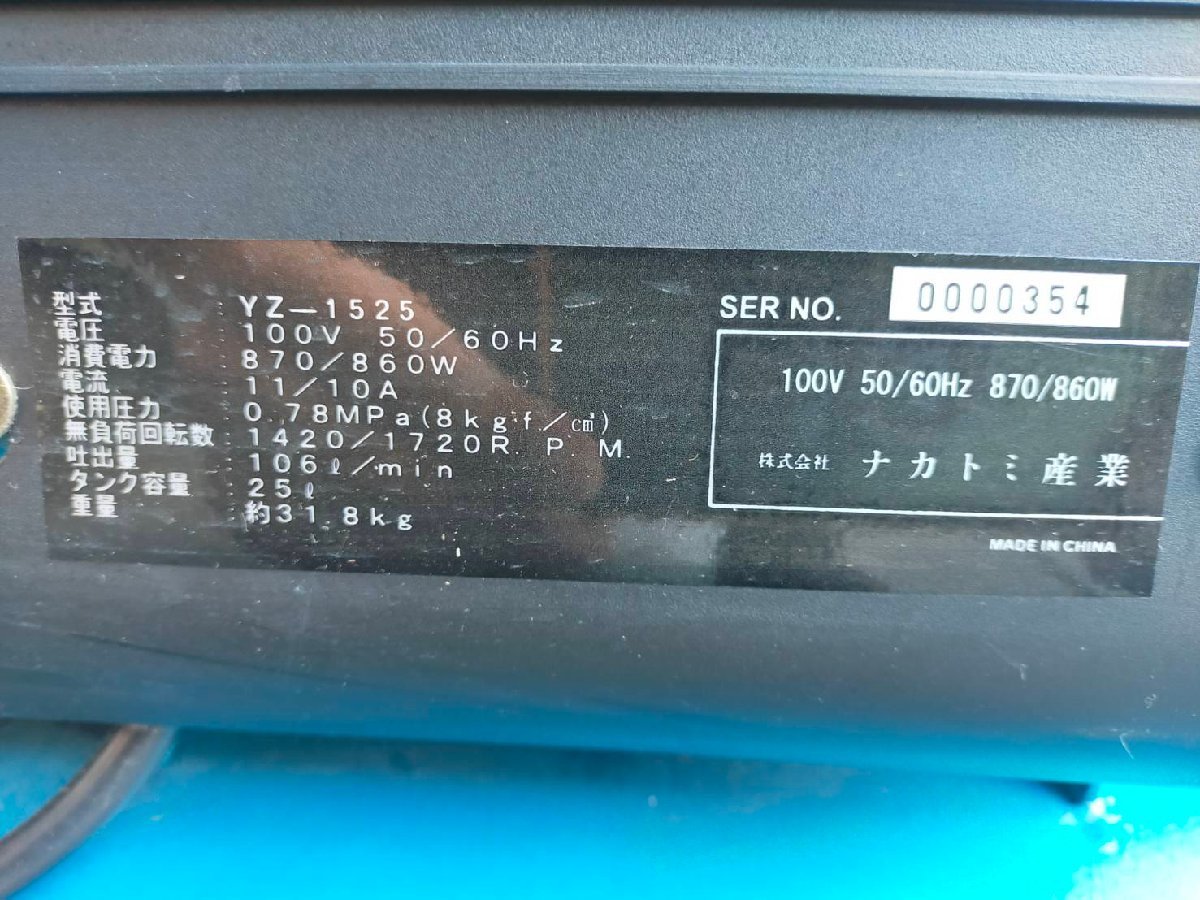 型式 : YZ-1525
電圧 : 100V 50/60Hz
消費電力 : 870/860W
電流 : 11/10A
使用圧力 : 0.78MPa(8kg・f/c㎡)
無負荷回転数 : 1420/1720R.P.M.
吐出量 : 106ℓ/min
タンク容量 : 25ℓ
重量 : 約31.8kg
SER NO. 0000354
100V 50/60Hz 870/860W
株式会社 ナカトミ産業
MADE IN CHINA